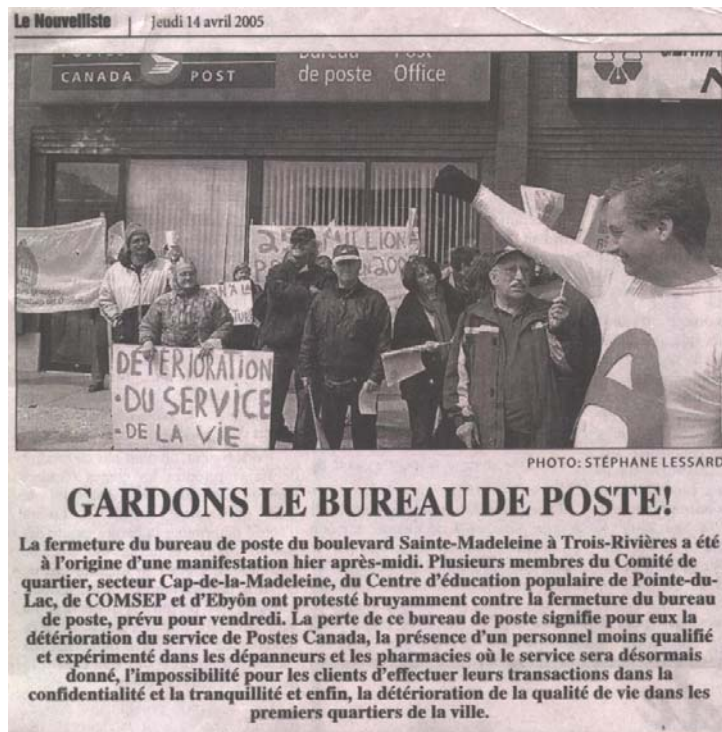 Le Nouvelliste | Jeudi 14 avril 2005
CANADA POST
Bureau Post
de poste Office
MILLION
DÉTÉRIORATION
• DU SERVICE
• DE LA VIE
PHOTO: STÉPHANE LESSARD
GARDONS LE BUREAU DE POSTE!
La fermeture du bureau de poste du boulevard Sainte-Madeleine à Trois-Rivières a été
à l'origine d'une manifestation hier après-midi. Plusieurs membres du Comité de
quartier, secteur Cap-de-la-Madeleine, du Centre d'éducation populaire de Pointe-du-
Lac, de COMSEP et d'Ebyôn ont protesté bruyamment contre la fermeture du bureau
de poste, prévu pour vendredi. La perte de ce bureau de poste signifie pour eux la
détérioration du service de Postes Canada, la présence d'un personnel moins qualifié
et expérimenté dans les dépanneurs et les pharmacies où le service sera désormais
donné, l'impossibilité pour les clients d'effectuer leurs transactions dans la
confidentialité et la tranquillité et enfin, la détérioration de la qualité de vie dans les
premiers quartiers de la ville.